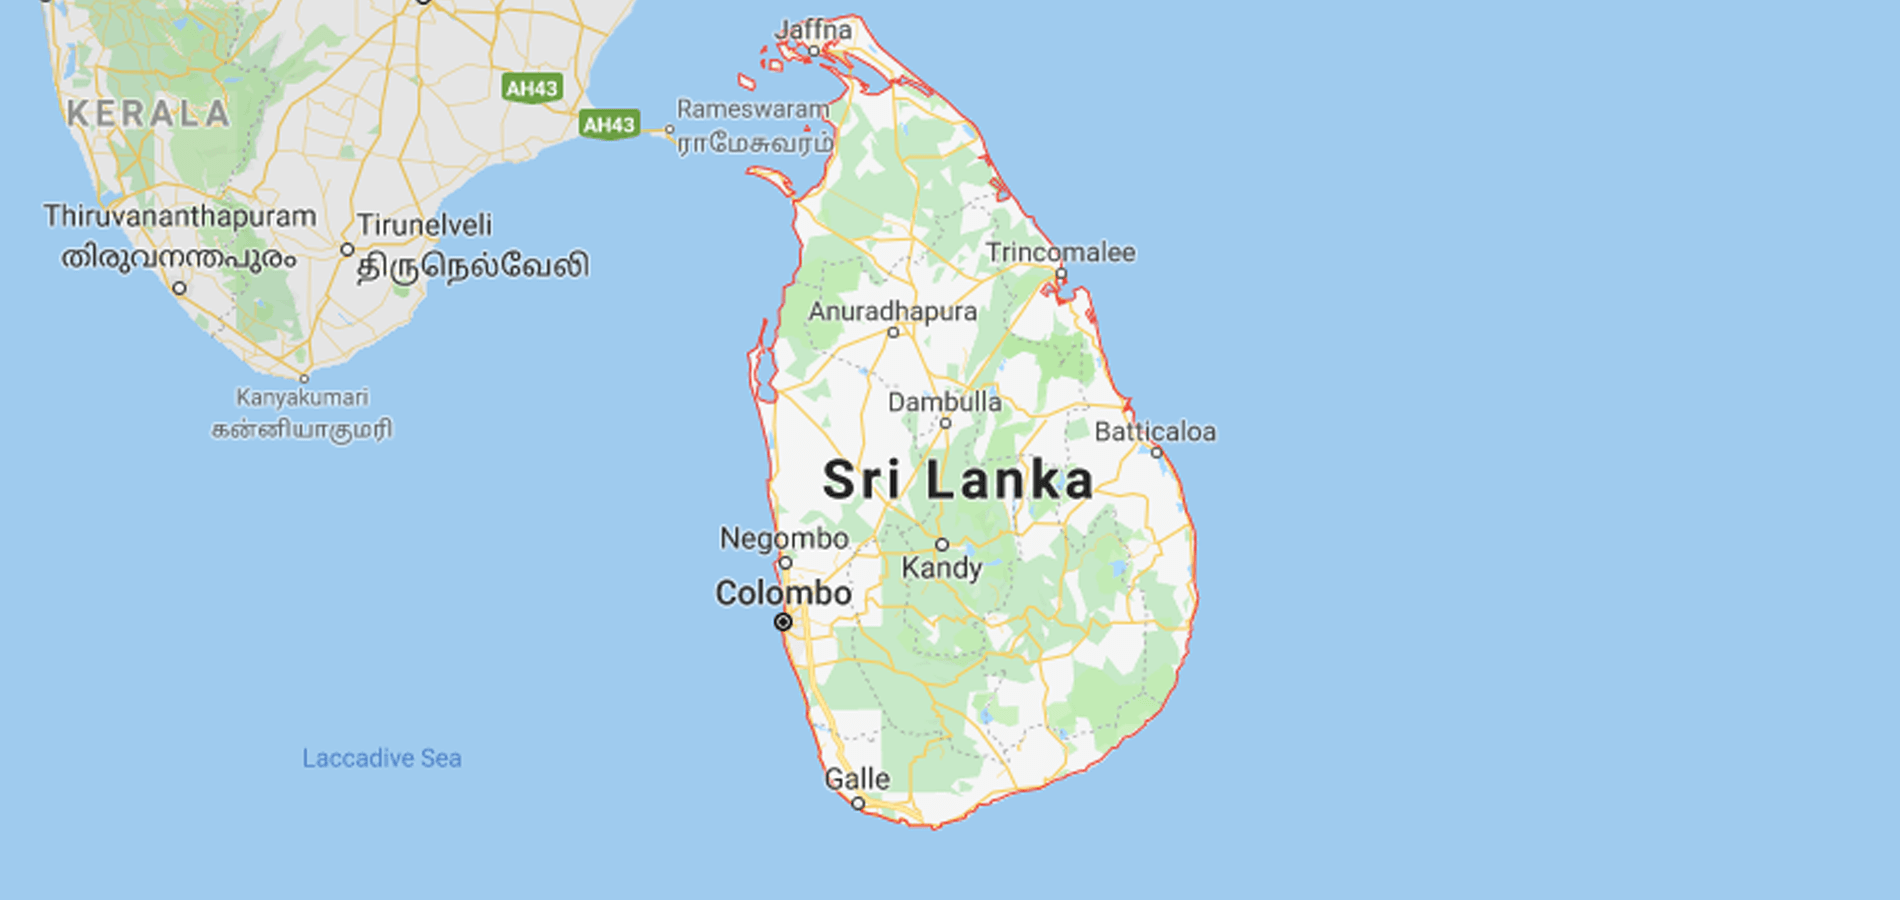 Jaffna
AH43
KERALA
AH43
Rameswaram
ராமேசுவரம்
Thiruvananthapuram
തിരുവനന്തപുരം
Tirunelveli
திருநெல்வேலி
Trincomalee
Anuradhapura
Kanyakumari
கன்னியாகுமரி
Dambulla
Batticaloa
Sri Lanka
Negombo
Kandy
Colombo
Laccadive Sea
Galle